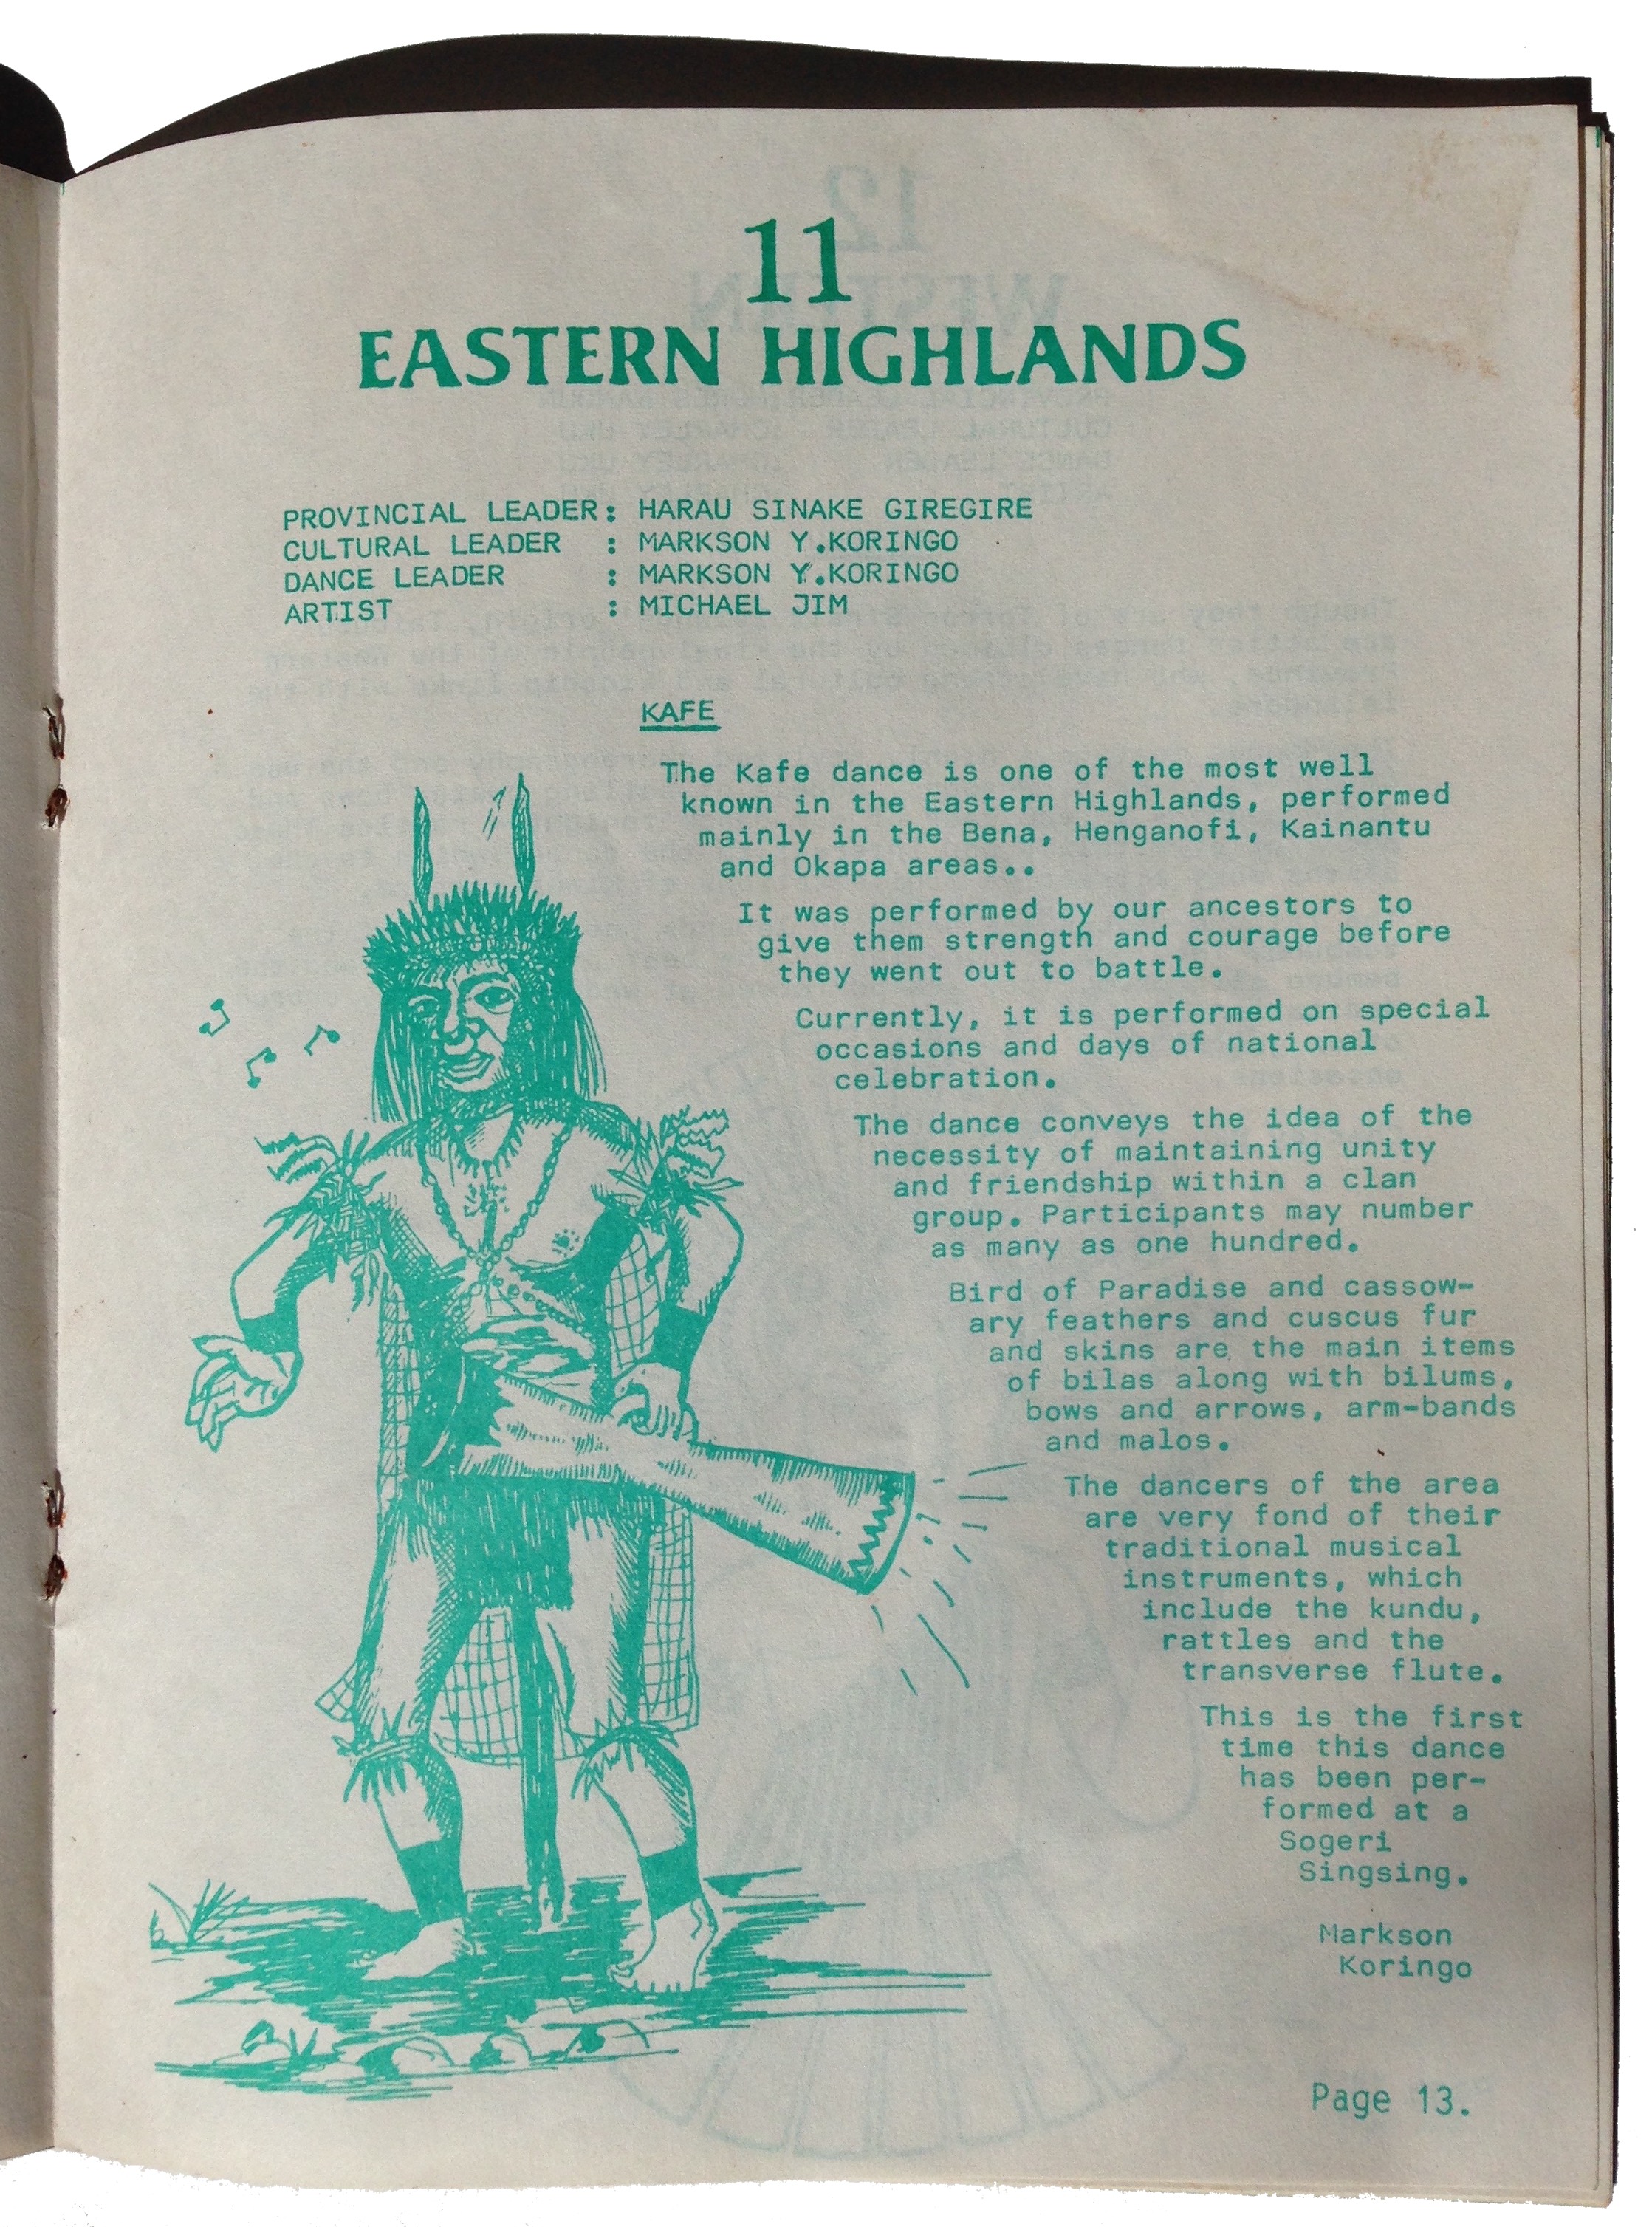 11
EASTERN HIGHLANDS
PROVINCIAL LEADER: HARAU SINAKE GIREGIRE
CULTURAL LEADER : MARKSON Y.KORINGO
DANCE LEADER : MARKSON Y.KORINGO
ARTIST : MICHAEL JIM
KAFE
The Kafe dance is one of the most well
known in the Eastern Highlands, performed
mainly in the Bena, Henganofi, Kainantu
and Okapa areas..
It was performed by our ancestors to
give them strength and courage before
they went out to battle.
Currently, it is performed on special
occasions and days of national
celebration.
The dance conveys the idea of the
necessity of maintaining unity
and friendship within a clan
group. Participants may number
as many as one hundred.
Bird of Paradise and cassow-
ary feathers and cuscus fur
and skins are the main items
of bilas along with bilums,
bows and arrows, arm-bands
and malos.
The dancers of the area
are very fond of their
traditional musical
instruments, which
include the kundu,
rattles and the
transverse flute.
This is the first
time this dance
has been per-
formed at a
Sogeri
Singsing.
Markson
Koringo
Page 13.